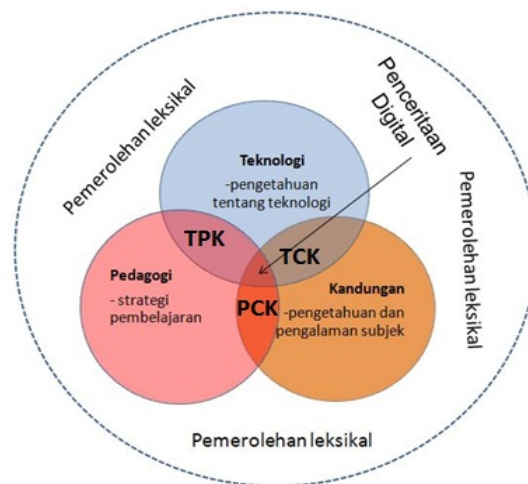 Pemerolehan leksikal
Penceritaan
Digital
Pemerolehan leksikal
Teknologi
-pengetahuan
tentang teknologi
TPK
TCK
Pedagogi
- strategi
pembelajaran
PCK
Kandungan
-pengetahuan dan
pengalaman subjek
Pemerolehan leksikal